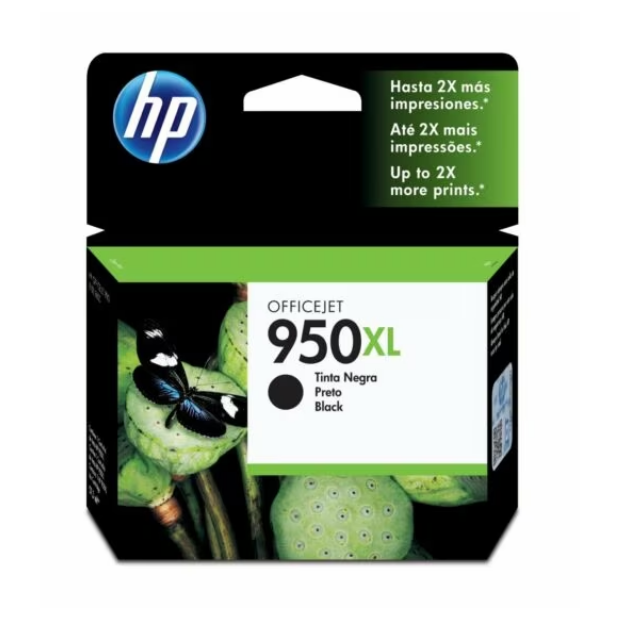 hp
Hasta 2X más
impresiones.*
Até 2X mais
impressões.*
Up to 2X
more prints.*
OFFICEJET
950XL
Tinta Negra
Preto
Black